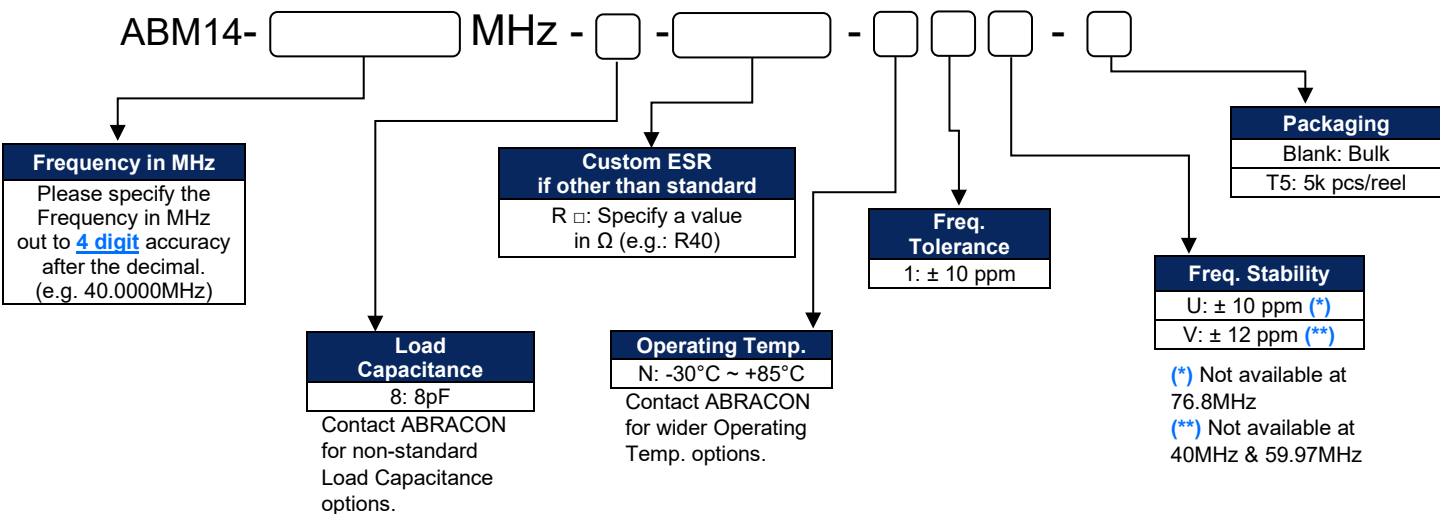 ABM14- MHz - - - -
Frequency in MHz
Please specify the
Frequency in MHz
out to 4 digit accuracy
after the decimal.
(e.g. 40.0000MHz)
Load
Capacitance
8: 8pF
Contact ABRACON
for non-standard
Load Capacitance
options.
Custom ESR
if other than standard
R □: Specify a value
in Ω (e.g.: R40)
Operating Temp.
N: -30°C ~ +85°C
Contact ABRACON
for wider Operating
Temp. options.
Freq.
Tolerance
1: ± 10 ppm
Freq. Stability
U: ± 10 ppm (*)
V: ± 12 ppm (**)
(*) Not available at
76.8MHz
(**) Not available at
40MHz & 59.97MHz
Packaging
Blank: Bulk
T5: 5k pcs/reel